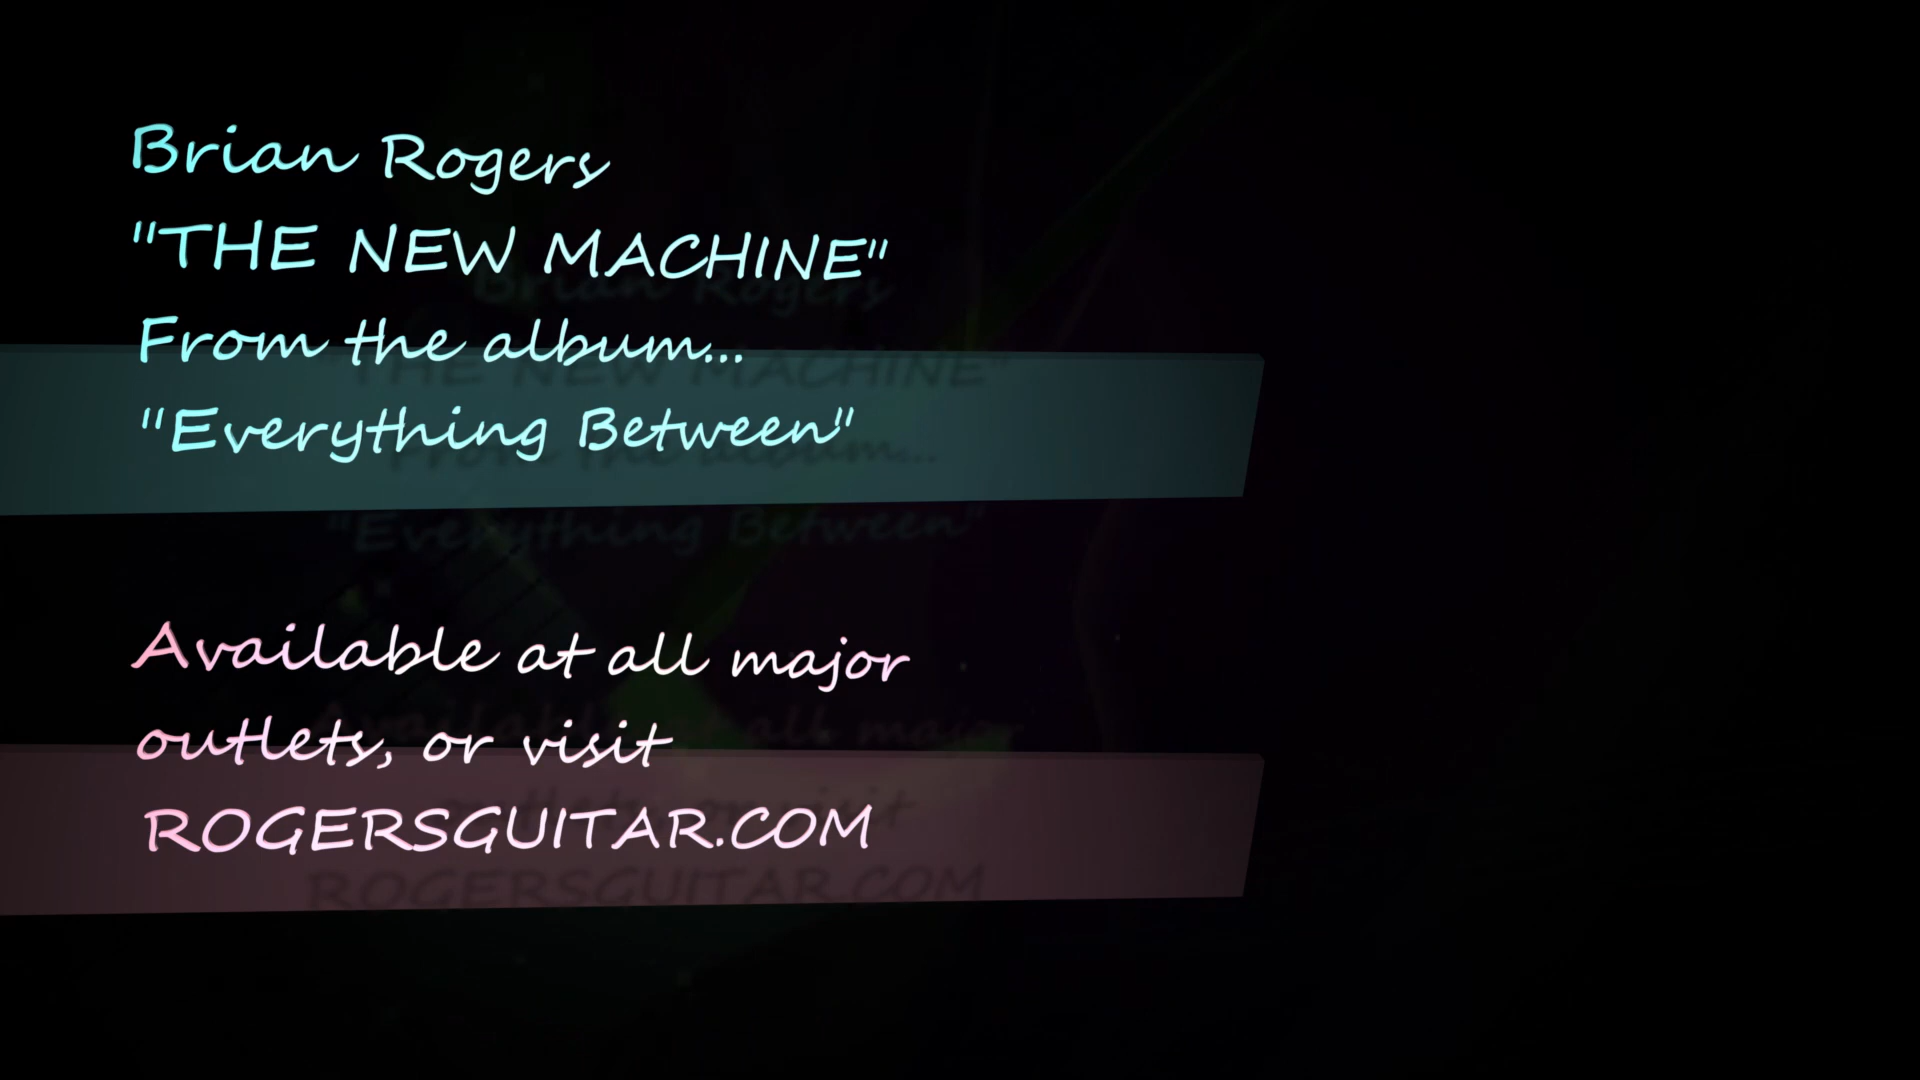 Brian Rogers
"THE NEW MACHINE"
From the album...
"Everything Between"
Available at all major
outlets, or visit
ROGERSGUITAR.COM